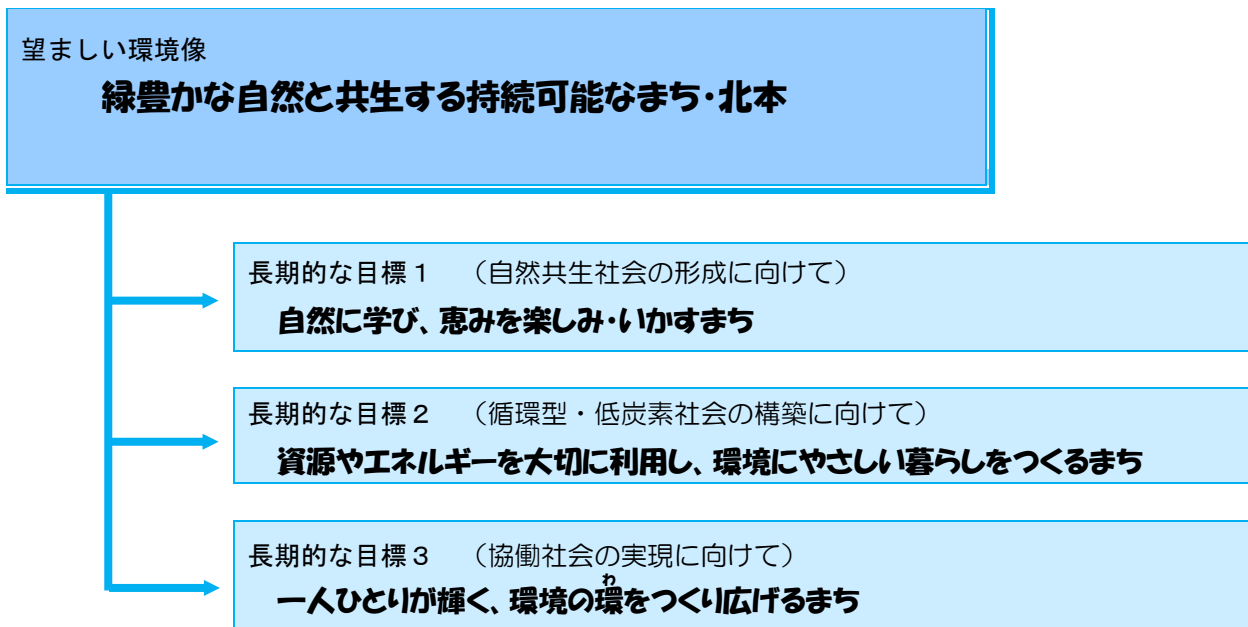 望ましい環境像
緑豊かな自然と共生する持続可能なまち・北本
長期的な目標１　（自然共生社会の形成に向けて）
自然に学び、恵みを楽しみ・いかすまち
長期的な目標２　（循環型・低炭素社会の構築に向けて）
資源やエネルギーを大切に利用し、環境にやさしい暮らしをつくるまち
長期的な目標３　（協働社会の実現に向けて）
わ
一人ひとりが輝く、環境の環をつくり広げるまち